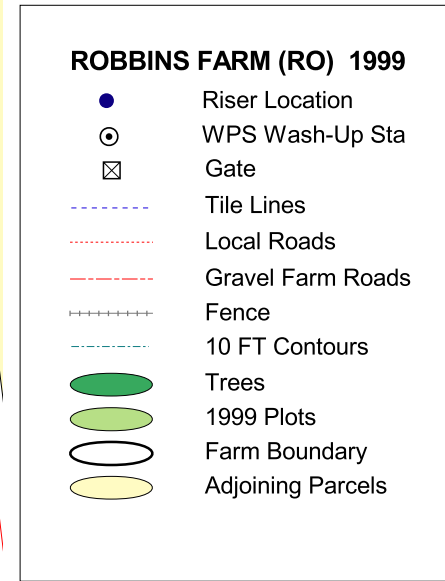 ROBBINS FARM (RO) 1999
Riser Location
WPS Wash-Up Sta
Gate
Tile Lines
Local Roads
Gravel Farm Roads
Fence
10 FT Contours
Trees
1999 Plots
Farm Boundary
Adjoining Parcels